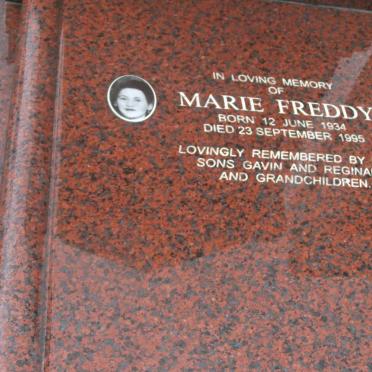 IN LOVING MEMORY
OF
MARIE FREDDY
BORN 12 JUNE 1934
DIED 23 SEPTEMBER 1995
LOVINGLY REMEMBERED BY
SONS GAVIN AND
AND GRANDCHILDREN.